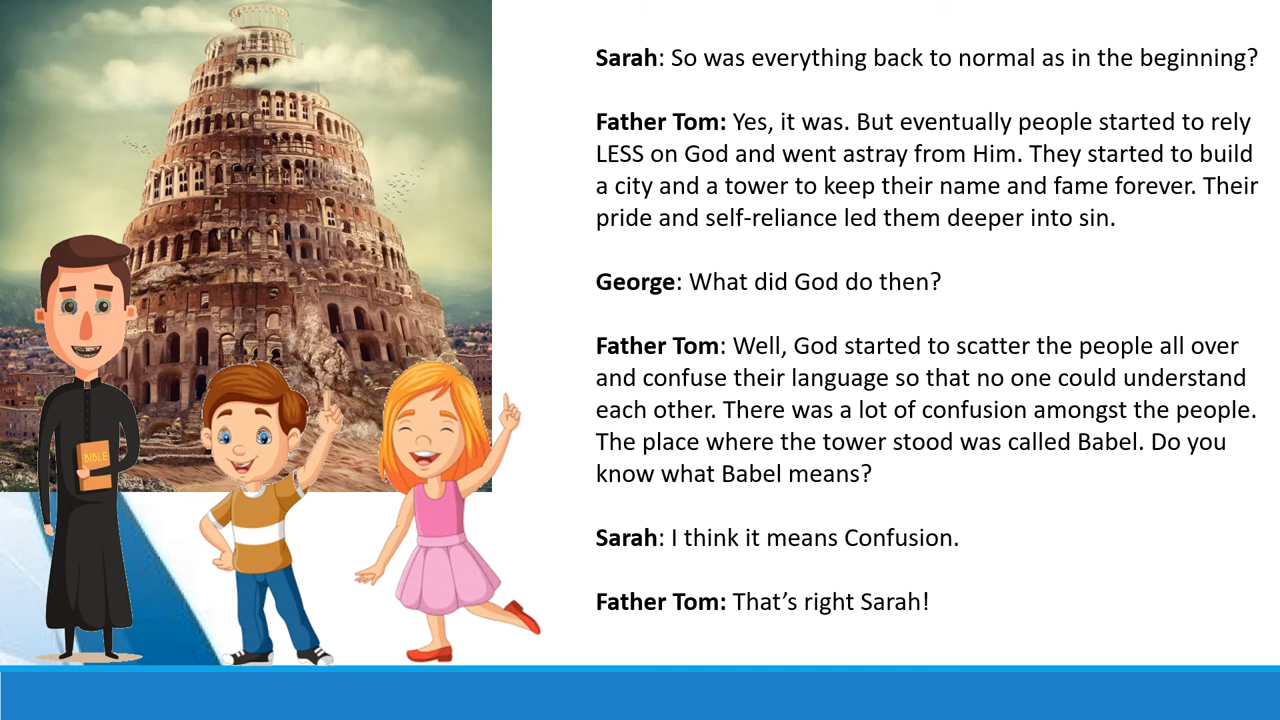 Sarah: So was everything back to normal as in the beginning?
Father Tom: Yes, it was. But eventually people started to rely
LESS on God and went astray from Him. They started to build
a city and a tower to keep their name and fame forever. Their
pride and self-reliance led them deeper into sin.
George: What did God do then?
Father Tom: Well, God started to scatter the people all over
and confuse their language so that no one could understand
each other. There was a lot of confusion amongst the people.
The place where the tower stood was called Babel. Do you
know what Babel means?
Sarah: I think it means Confusion.
Father Tom: That’s right Sarah!
BIBLE